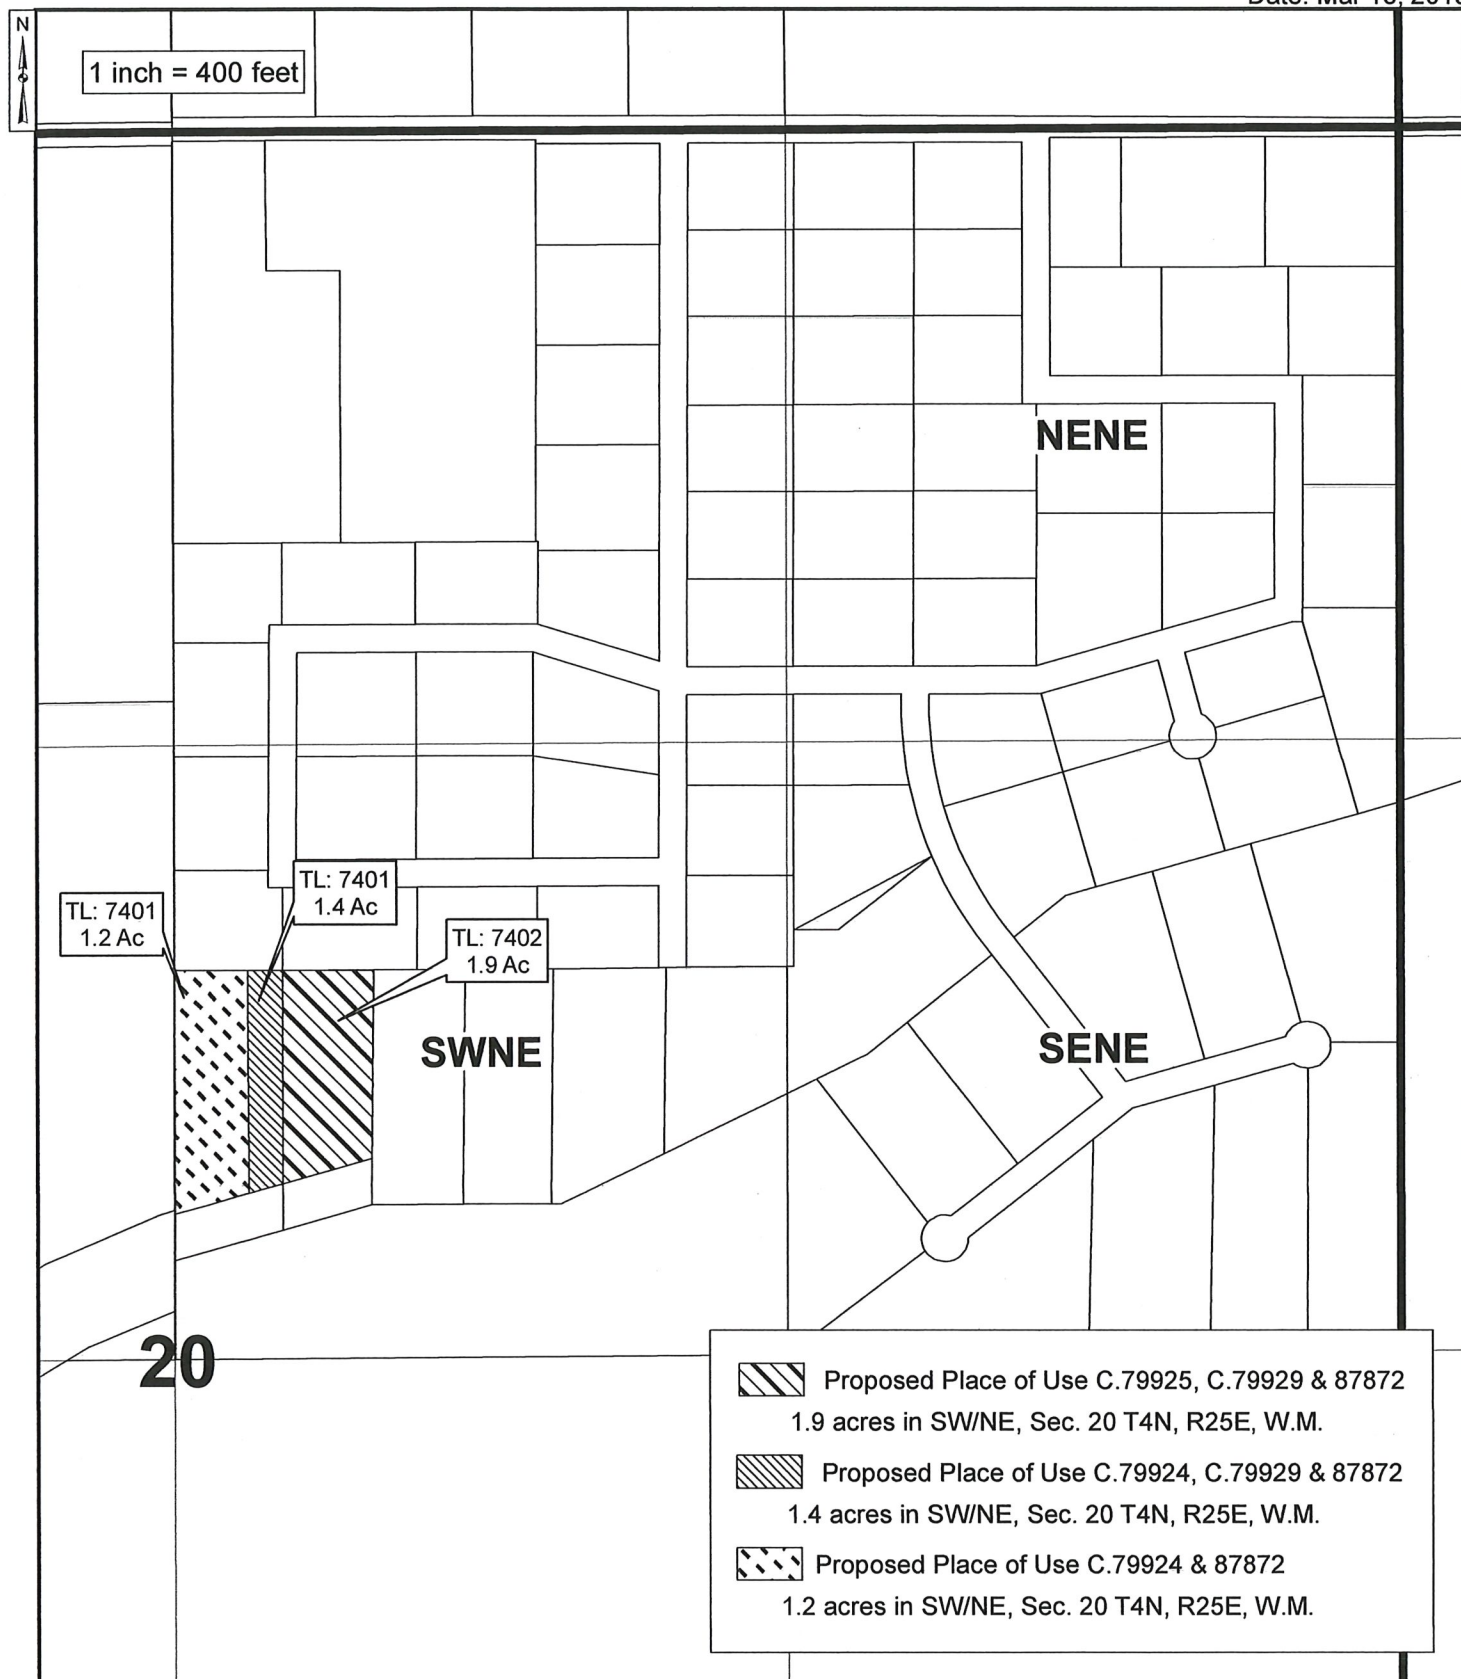 N
1 inch = 400 feet
NENE
TL: 7401
1.4 Ac
TL: 7401
1.2 Ac
TL: 7402
1.9 Ac
SWNE
SENE
20
Proposed Place of Use C.79925, C.79929 & 87872
1.9 acres in SW/NE, Sec. 20 T4N, R25E, W.M.
Proposed Place of Use C.79924, C.79929 & 87872
1.4 acres in SW/NE, Sec. 20 T4N, R25E, W.M.
Proposed Place of Use C.79924 & 87872
1.2 acres in SW/NE, Sec. 20 T4N, R25E, W.M.